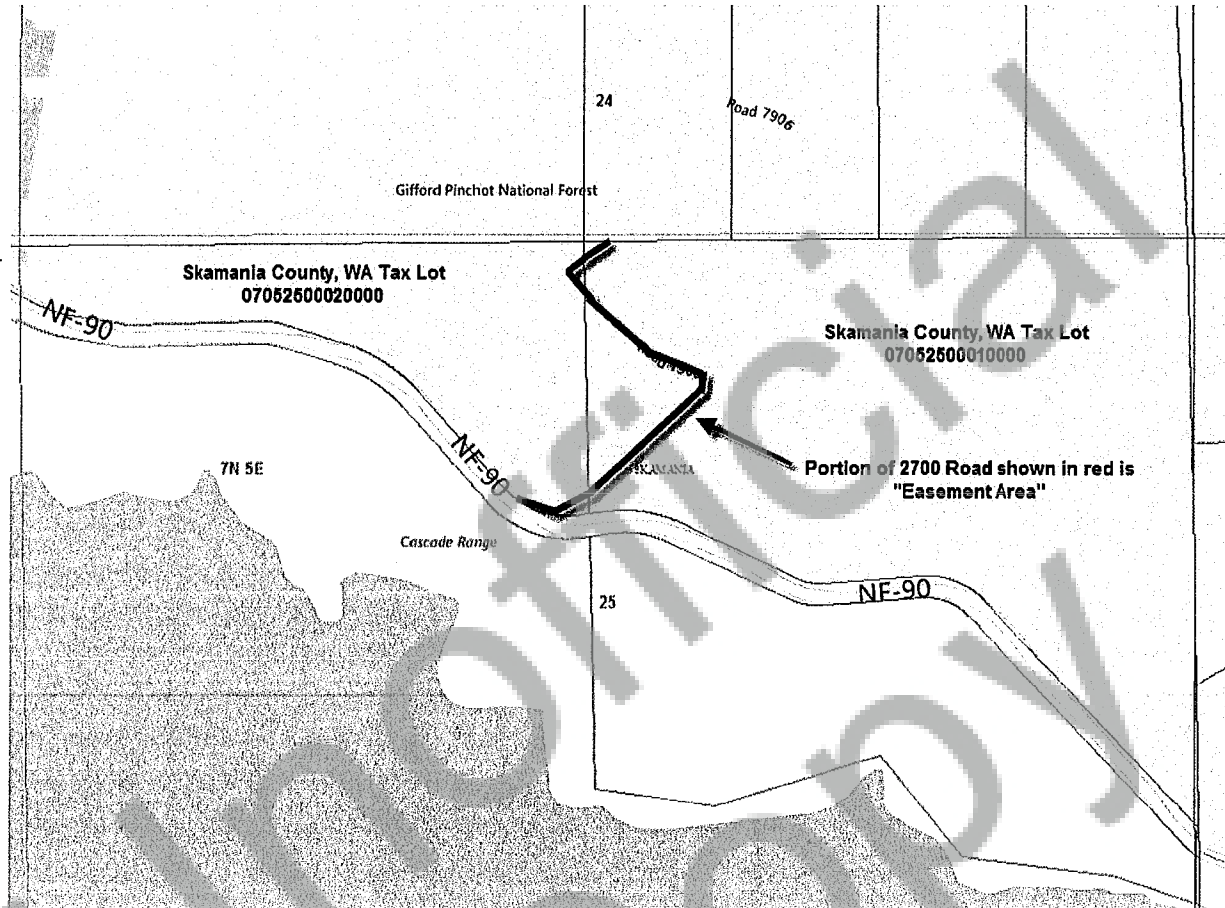 24
Road 7906
Gifford Pinchot National Forest
Skamania County, WA Tax Lot
07052500020000
NF-90
Skamania County, WA Tax Lot
07052500010000
NF-90
7N 5E
SKAMANIA
Portion of 2700 Road shown in red is
"Easement Area"
Cascade Range
NF-90
25
Unofficial
Copy